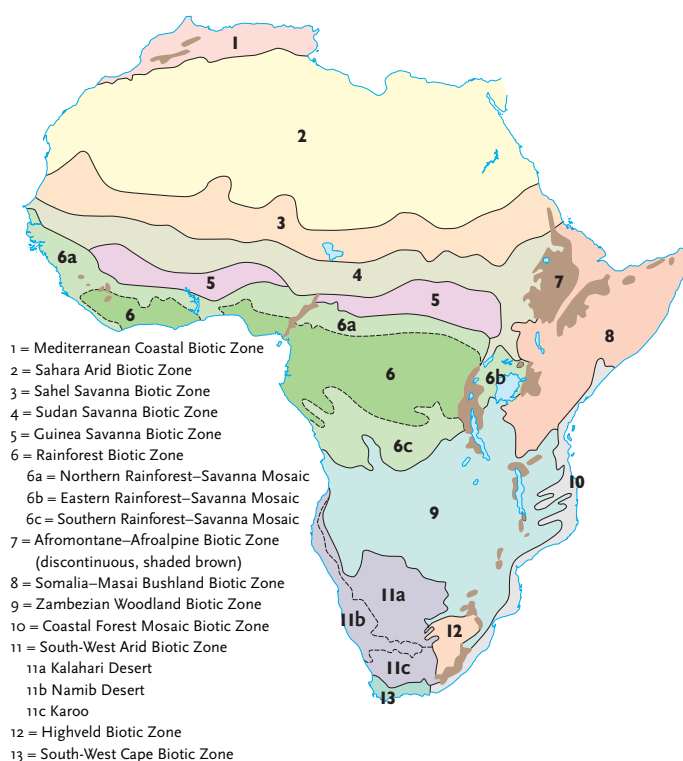 1
2
3
6a
5
4
7
5
6
6a
8
6
6b
6c
10
9
11a
11b
12
11c
13
1 = Mediterranean Coastal Biotic Zone
2 = Sahara Arid Biotic Zone
3 = Sahel Savanna Biotic Zone
4 = Sudan Savanna Biotic Zone
5 = Guinea Savanna Biotic Zone
6 = Rainforest Biotic Zone
6a = Northern Rainforest–Savanna Mosaic
6b = Eastern Rainforest–Savanna Mosaic
6c = Southern Rainforest–Savanna Mosaic
7 = Afromontane–Afroalpine Biotic Zone
(discontinuous, shaded brown)
8 = Somalia–Masai Bushland Biotic Zone
9 = Zambezian Woodland Biotic Zone
10 = Coastal Forest Mosaic Biotic Zone
11 = South-West Arid Biotic Zone
11a Kalahari Desert
11b Namib Desert
11c Karoo
12 = Highveld Biotic Zone
13 = South-West Cape Biotic Zone